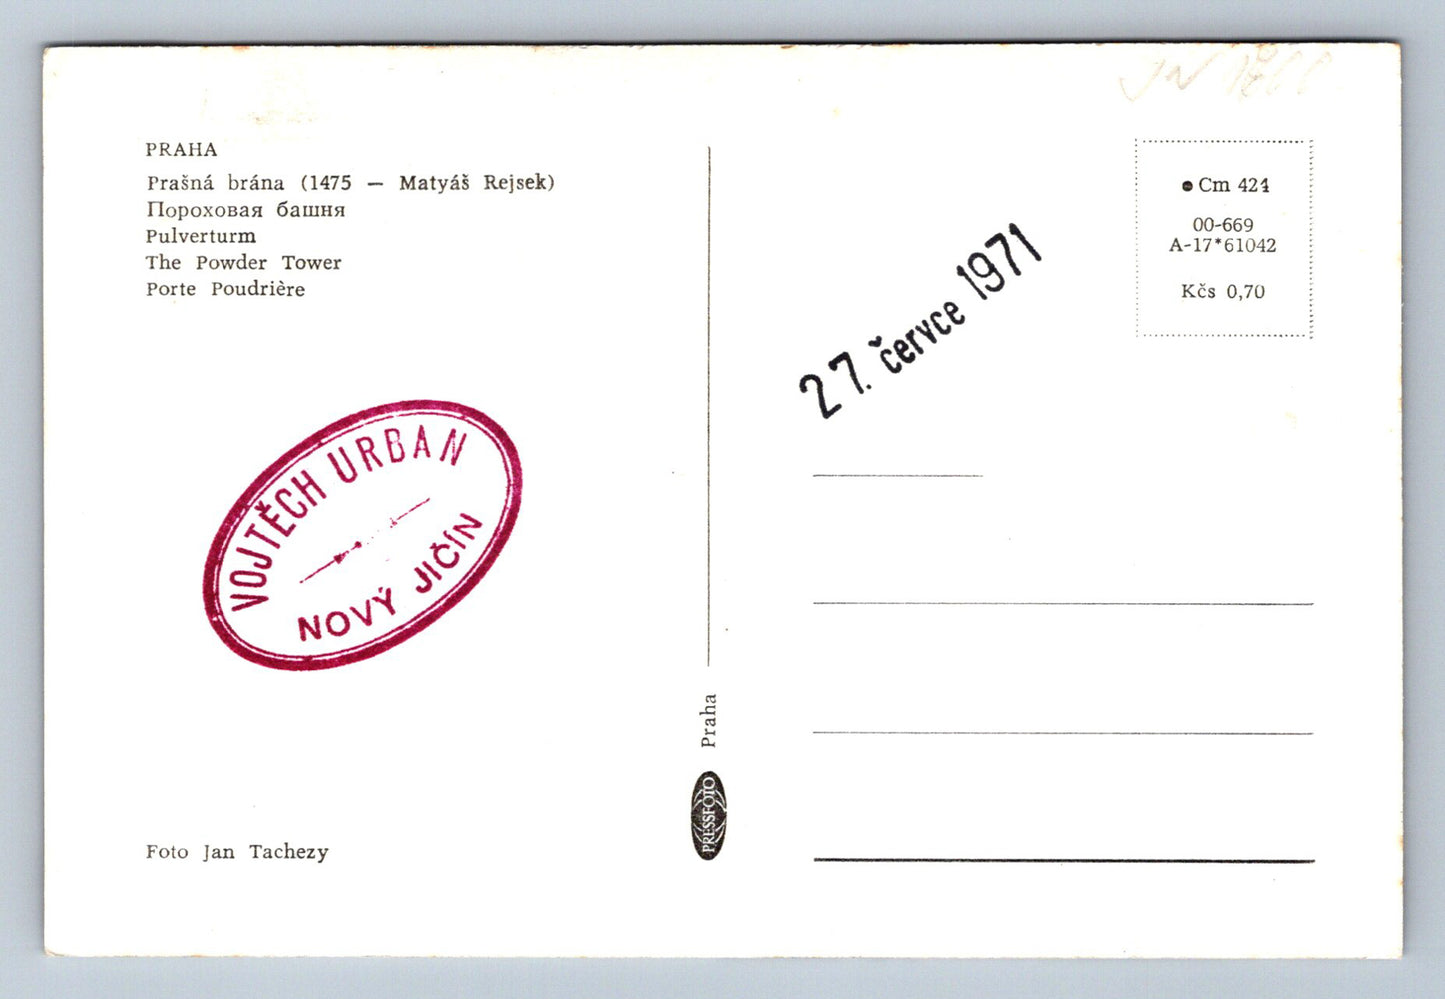 PRAHA
Prašná brána (1475 — Matyáš Rejsek)
Пороховая башня
Pulverturm
The Powder Tower
Porte Poudrière
VOJTĚCH URBAN
NOVÝ JIČÍN
Foto Jan Tachezy
Praha
PRESSFOTO
27. července 1971
Cm 424
00-669
A-17*61042
Kčs 0,70